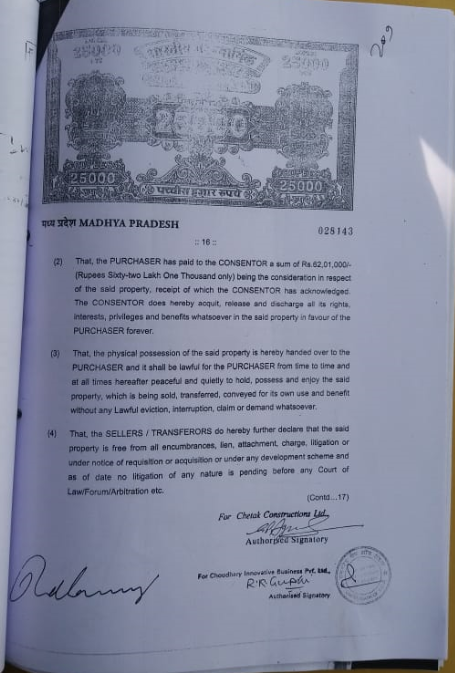 209
25000
25000
भारतीय गैर न्यायिक
25000
25000
25000
पच्चीस हजार रुपये
मध्य प्रदेश MADHYA PRADESH
028143
:: 16 ::
(2) That, the PURCHASER has paid to the CONSENTOR a sum of Rs.62,01,000/-
(Rupees Sixty-two Lakh One Thousand only) being the consideration in respect
of the said property, receipt of which the CONSENTOR has acknowledged.
The CONSENTOR does hereby acquit, release and discharge all its rights,
interests, privileges and benefits whatsoever in the said property in favour of the
PURCHASER forever.
(3) That, the physical possession of the said property is hereby handed over to the
PURCHASER and it shall be lawful for the PURCHASER from time to time and
at all times hereafter peaceful and quietly to hold, possess and enjoy the said
property, which is being sold, transferred, conveyed for its own use and benefit
without any Lawful eviction, interruption, claim or demand whatsoever.
(4) That, the SELLERS / TRANSFERORS do hereby further declare that the said
property is free from all encumbrances, lien, attachment, charge, litigation or
under notice of requisition or acquisition or under any development scheme and
as of date no litigation of any nature is pending before any Court of
Law/Forum/Arbitration etc.
(Contd...17)
For Chetak Constructions Ltd.
Authorised Signatory
For Choudhary Innovative Business Pvt. Ltd.,
R.R Gupta
Authorised Signatory